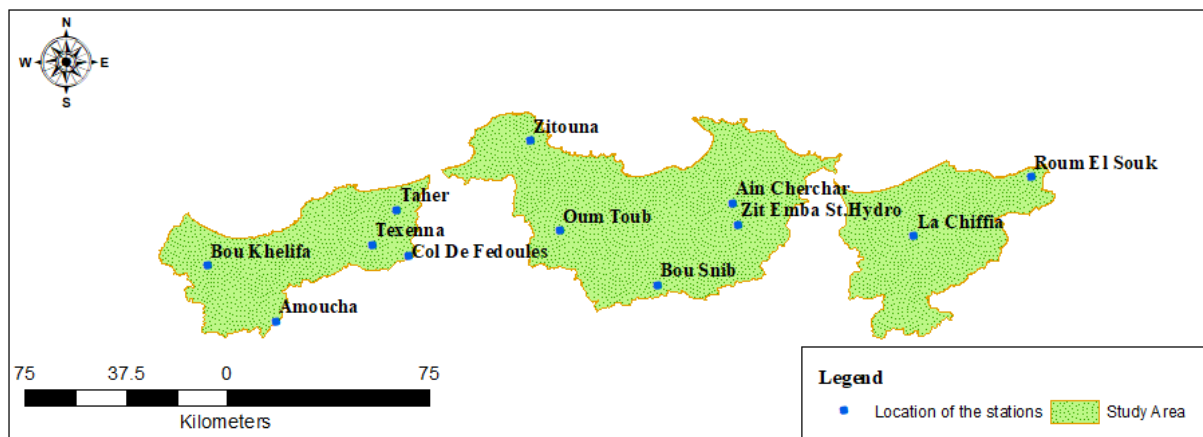 N
W E
S
Zitouna
Roum El Souk
Ain Cherchar
Taher
Oum Toub
Zit Emba St.Hydro
La Chiffia
Texenna
Bou Khelifa
Col De Fedoules
Bou Snib
Amoucha
75 37.5 0 75
Kilometers
Legend
Location of the stations
Study Area